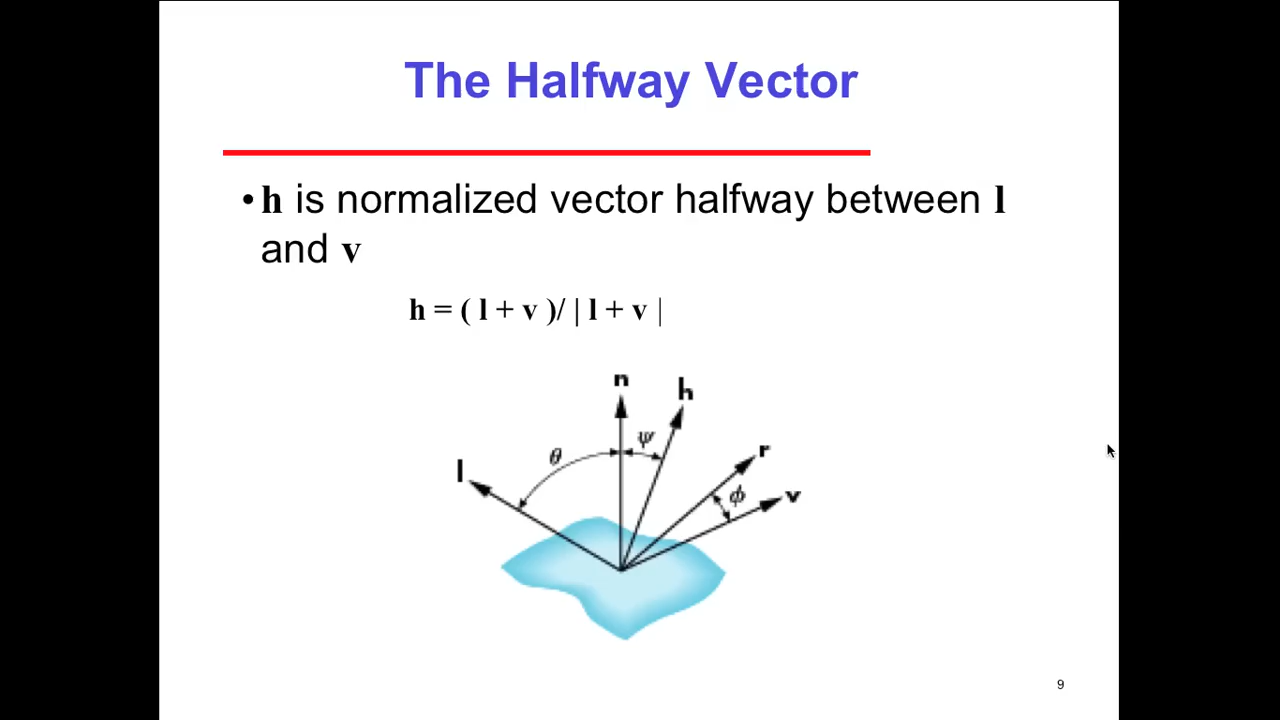 The Halfway Vector
•h is normalized vector halfway between l
and v
h = ( l + v )/ | l + v |
n
h
ψ
θ
r
l
ϕ
v
9